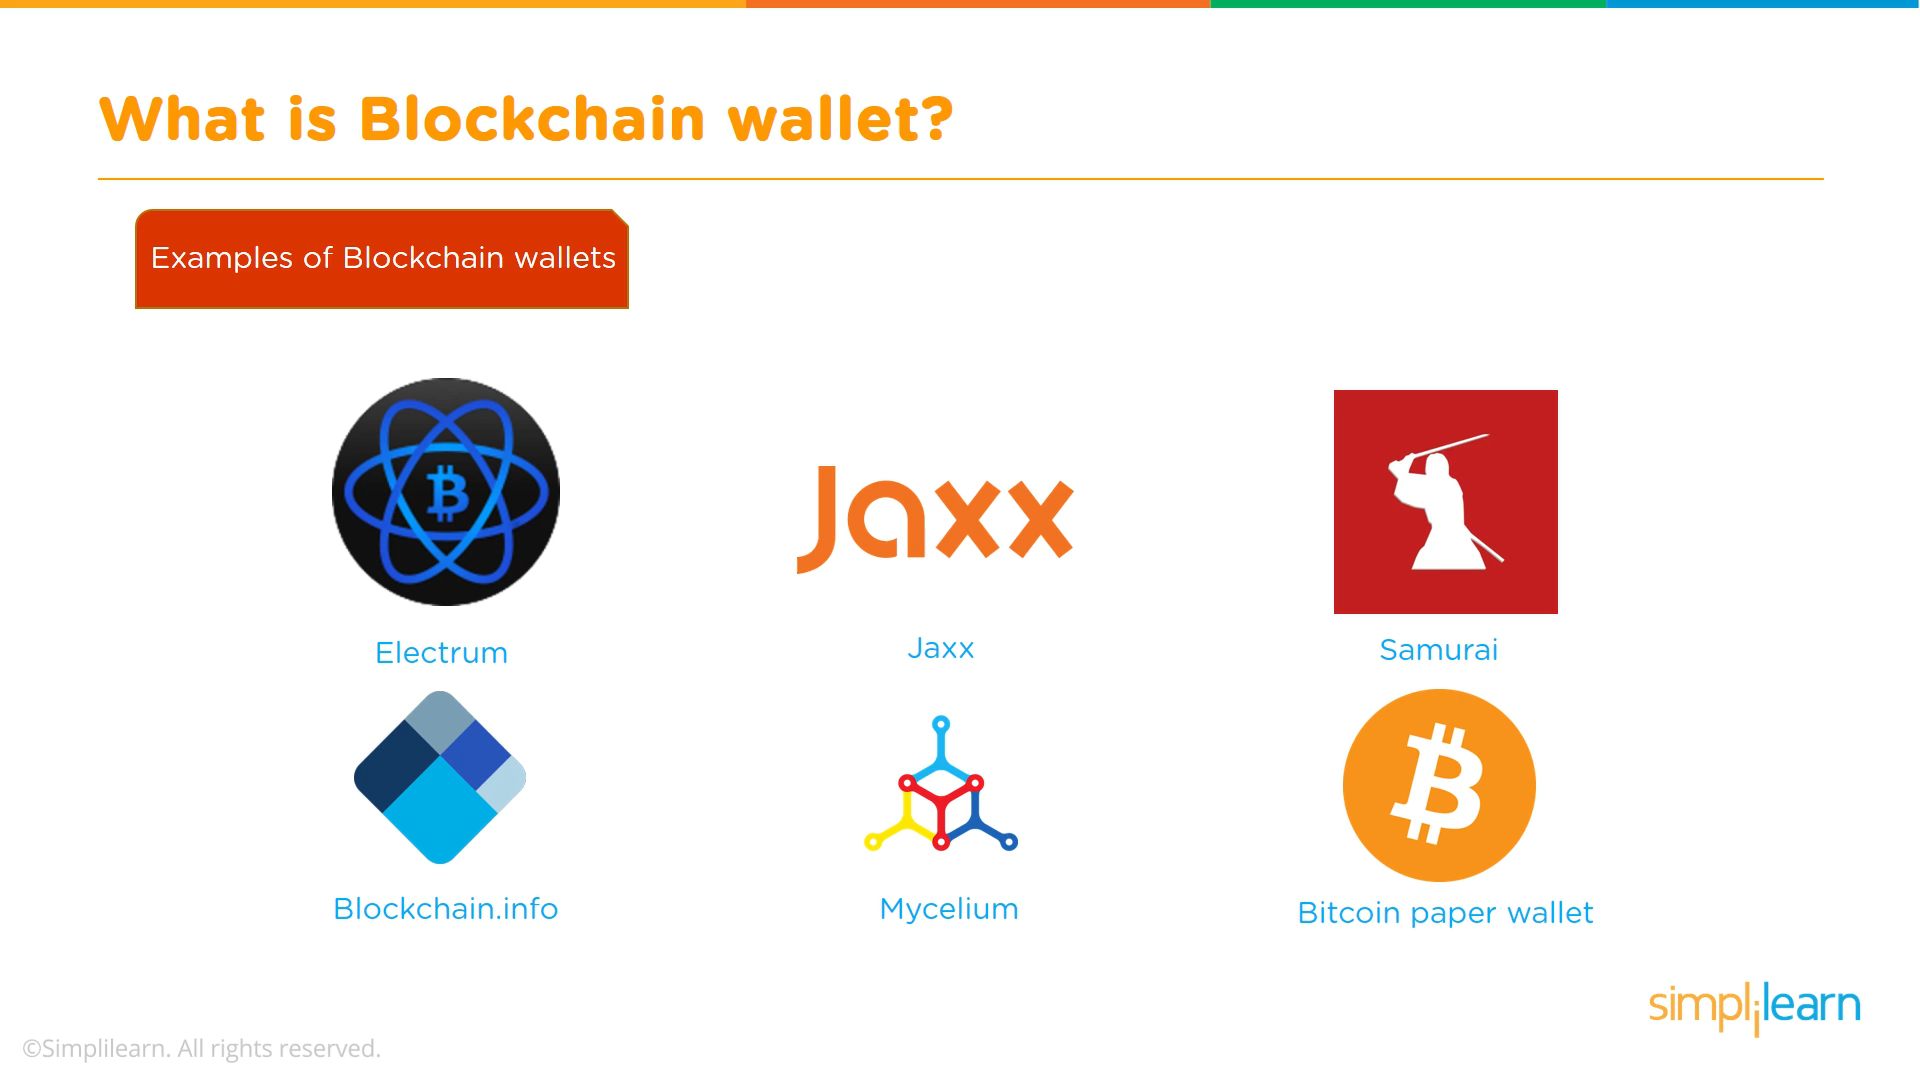 What is Blockchain wallet?
Examples of Blockchain wallets
Jaxx
Electrum
Jaxx
Samurai
Blockchain.info
Mycelium
Bitcoin paper wallet
simplilearn
©Simplilearn. All rights reserved.